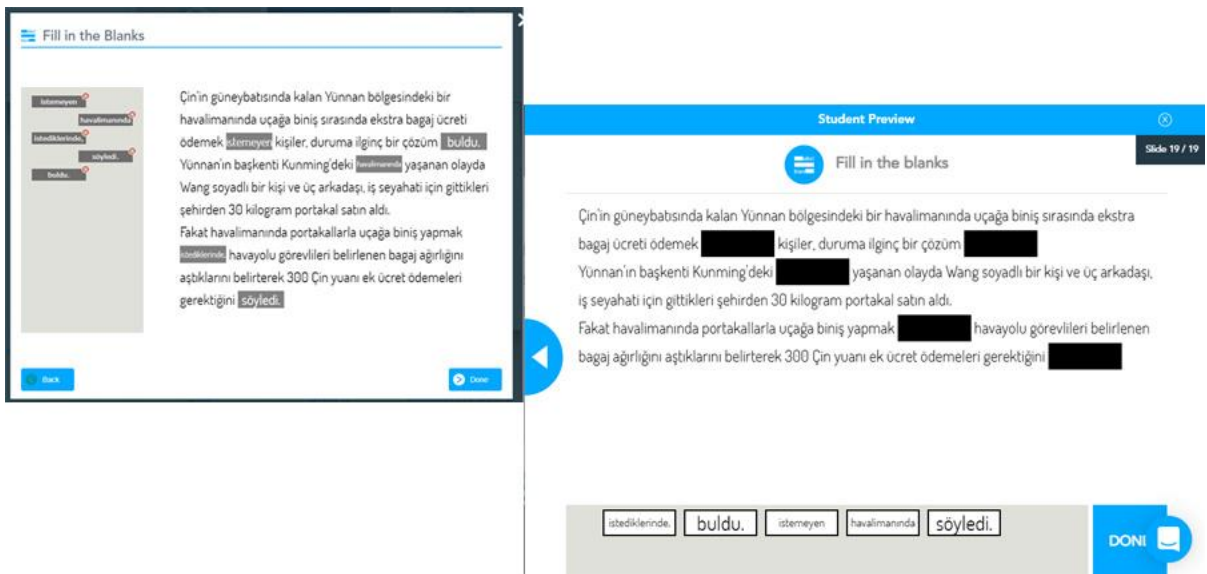 Fill in the Blanks
istemeyen
havalimanında
istediklerinde,
söyledi.
buldu.
Çin'in güneybatısında kalan Yünnan bölgesindeki bir
havalimanında uçağa biniş sırasında ekstra bagaj ücreti
ödemek istemeyen kişiler, duruma ilginç bir çözüm buldu.
Yünnan'ın başkenti Kunming'deki havalimanında yaşanan olayda
Wang soyadlı bir kişi ve üç arkadaşı, iş seyahati için gittikleri
şehirden 30 kilogram portakal satın aldı.
Fakat havalimanında portakallarla uçağa biniş yapmak
istediklerinde, havayolu görevlileri belirlenen bagaj ağırlığını
aştıklarını belirterek 300 Çin yuanı ek ücret ödemeleri
gerektiğini söyledi.
Back
Done
Student Preview
Slide 19 / 19
Fill in the blanks
Çin'in güneybatısında kalan Yünnan bölgesindeki bir havalimanında uçağa biniş sırasında ekstra
bagaj ücreti ödemek kişiler, duruma ilginç bir çözüm
Yünnan'ın başkenti Kunming'deki yaşanan olayda Wang soyadlı bir kişi ve üç arkadaşı,
iş seyahati için gittikleri şehirden 30 kilogram portakal satın aldı.
Fakat havalimanında portakallarla uçağa biniş yapmak havayolu görevlileri belirlenen
bagaj ağırlığını aştıklarını belirterek 300 Çin yuanı ek ücret ödemeleri gerektiğini
istediklerinde, buldu. istemeyen havalimanında söyledi.
DONE